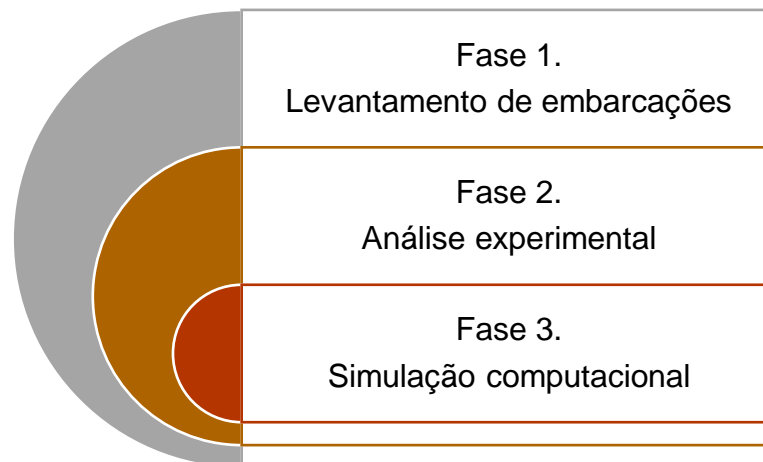 Fase 1.
Levantamento de embarcações
Fase 2.
Análise experimental
Fase 3.
Simulação computacional